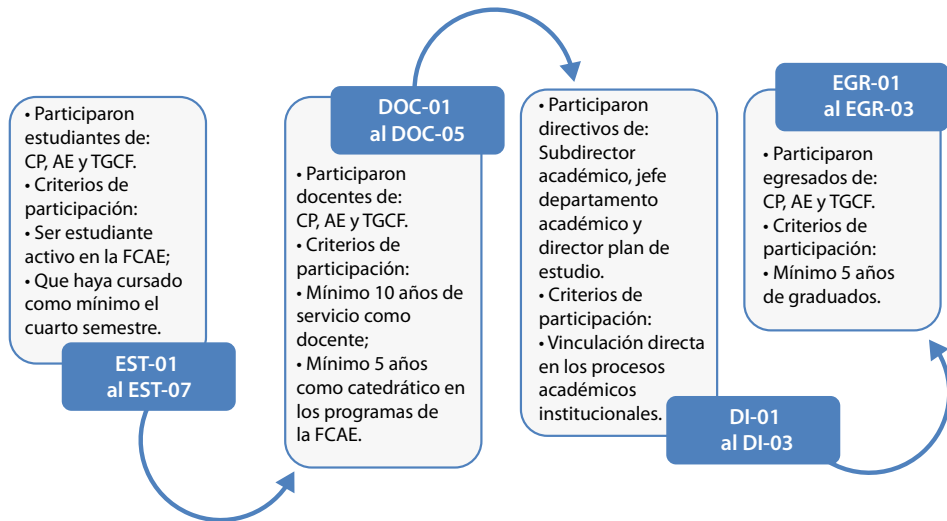 • Participaron
estudiantes de:
CP, AE y TGCF.
• Criterios de
participación:
• Ser estudiante
activo en la FCAE;
• Que haya cursado
como mínimo el
cuarto semestre.
EST-01
al EST-07
DOC-01
al DOC-05
• Participaron
docentes de:
CP, AE y TGCF.
• Criterios de
participación:
• Mínimo 10 años de
servicio como
docente;
• Mínimo 5 años
como catedrático en
los programas de
la FCAE.
• Participaron
directivos de:
Subdirector
académico, jefe
departamento
académico y
director plan de
estudio.
• Criterios de
participación:
• Vinculación directa
en los procesos
académicos
institucionales.
DI-01
al DI-03
EGR-01
al EGR-03
• Participaron
egresados de:
CP, AE y TGCF.
• Criterios de
participación:
• Mínimo 5 años
de graduados.